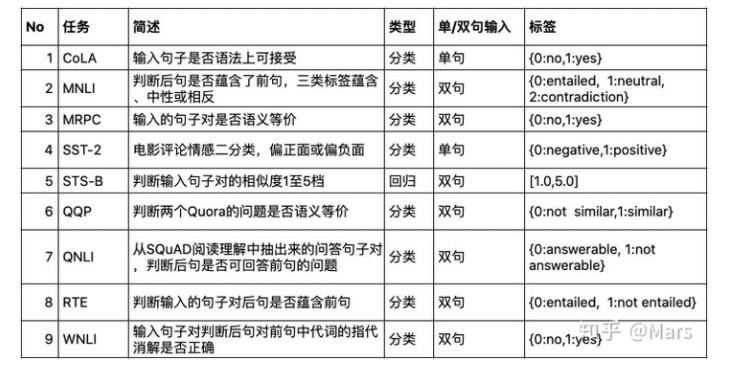 No 任务 简述 类型 单/双句输入 标签
1 CoLA 输入句子是否语法上可接受 分类 单句 {0:no,1:yes}
2 MNLI 判断后句是否蕴含了前句，三类标签蕴含、中性或相反 分类 双句 {0:entailed, 1:neutral, 2:contradiction}
3 MRPC 输入的句子对是否语义等价 分类 双句 {0:no,1:yes}
4 SST-2 电影评论情感二分类，偏正面或偏负面 分类 单句 {0:negative,1:positive}
5 STS-B 判断输入句子对的相似度1至5档 回归 双句 [1.0,5.0]
6 QQP 判断两个Quora的问题是否语义等价 分类 双句 {0:not similar,1:similar}
7 QNLI 从SQuAD阅读理解中抽出来的问答句子对，判断后句是否可回答前句的问题 分类 双句 {0:answerable, 1:not answerable}
8 RTE 判断输入的句子对后句是否蕴含前句 分类 双句 {0:entailed, 1:not entailed}
9 WNLI 输入句子对判断后句对前句中代词的指代消解是否正确 分类 双句 {0:no,1:yes}
知乎 @Mars